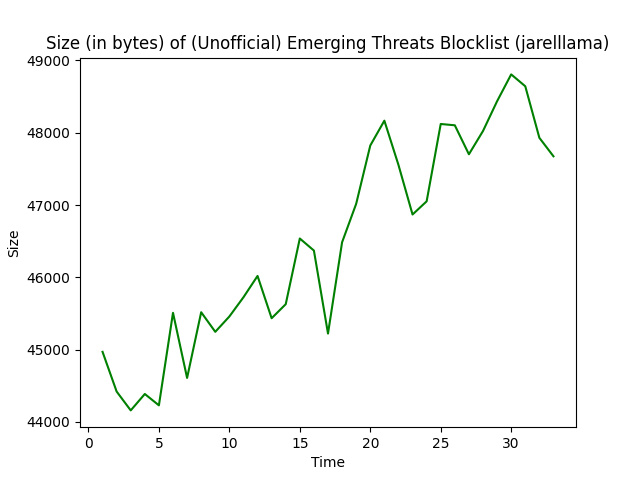 Size (in bytes) of (Unofficial) Emerging Threats Blocklist (jarelllama)
49000
48000
47000
46000
45000
44000
Size
0 5 10 15 20 25 30
Time